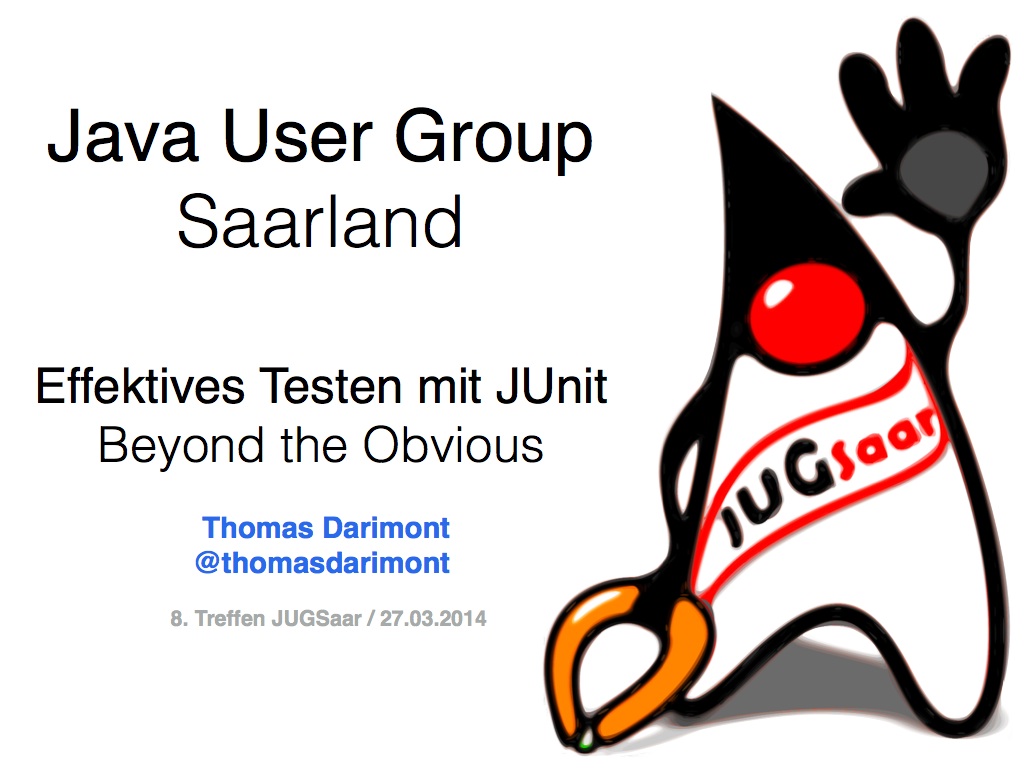 Java User Group
Saarland
Effektives Testen mit JUnit
Beyond the Obvious
Thomas Darimont
@thomasdarimont
8. Treffen JUGSaar / 27.03.2014
JUGSaar